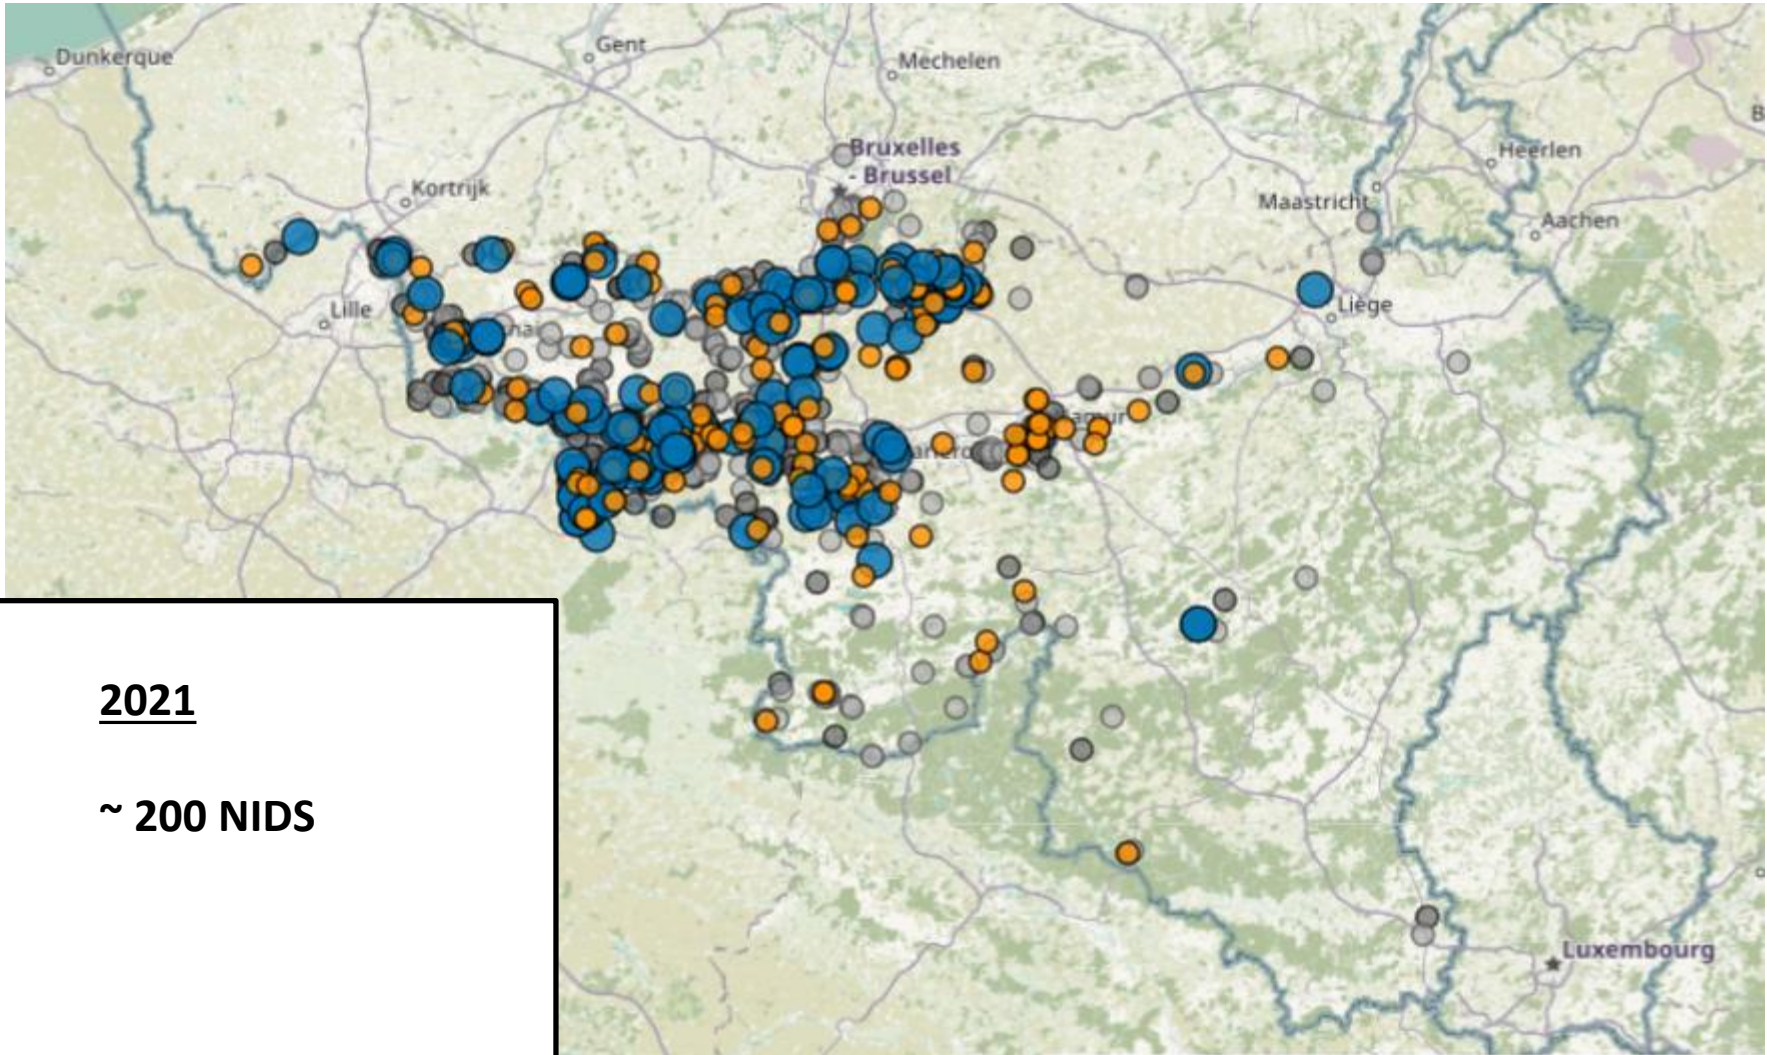 Dunkerque
Gent
Mechelen
Bruxelles
- Brussel
Heerlen
Kortrijk
Maastricht
Aachen
Lille
Liège
Luxembourg
2021
~ 200 NIDS